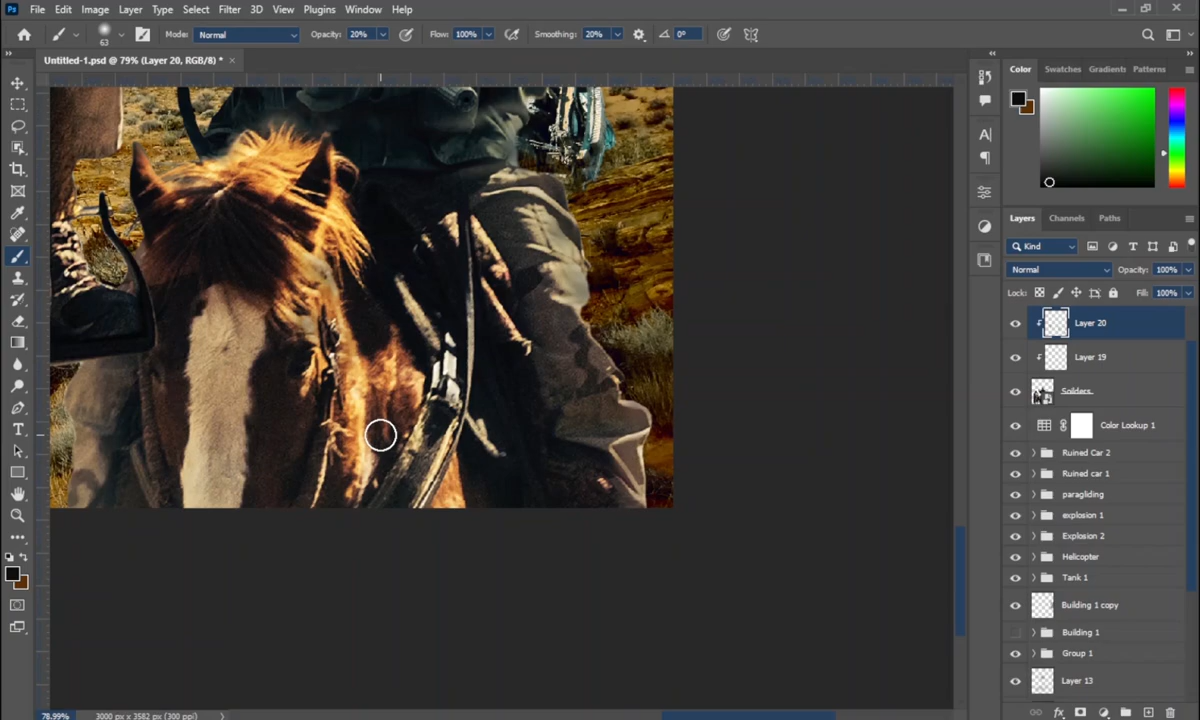 Ps File Edit Image Layer Type Select Filter 3D View Plugins Window Help
63 Mode: Normal Opacity: 20% Flow: 100% Smoothing: 20% 0°
Untitled-1.psd @ 79% (Layer 20, RGB/8) * ×
Color Swatches Gradients Patterns
Layers Channels Paths
Kind
Normal Opacity: 100%
Lock: Fill: 100%
Layer 20
Layer 19
Soliders
Color Lookup 1
Ruined Car 2
Ruined car 1
paragliding
explosion 1
Explosion 2
Helicopter
Tank 1
Building 1 copy
Building 1
Group 1
Layer 13
78.99% 3000 px x 3582 px (300 ppi)